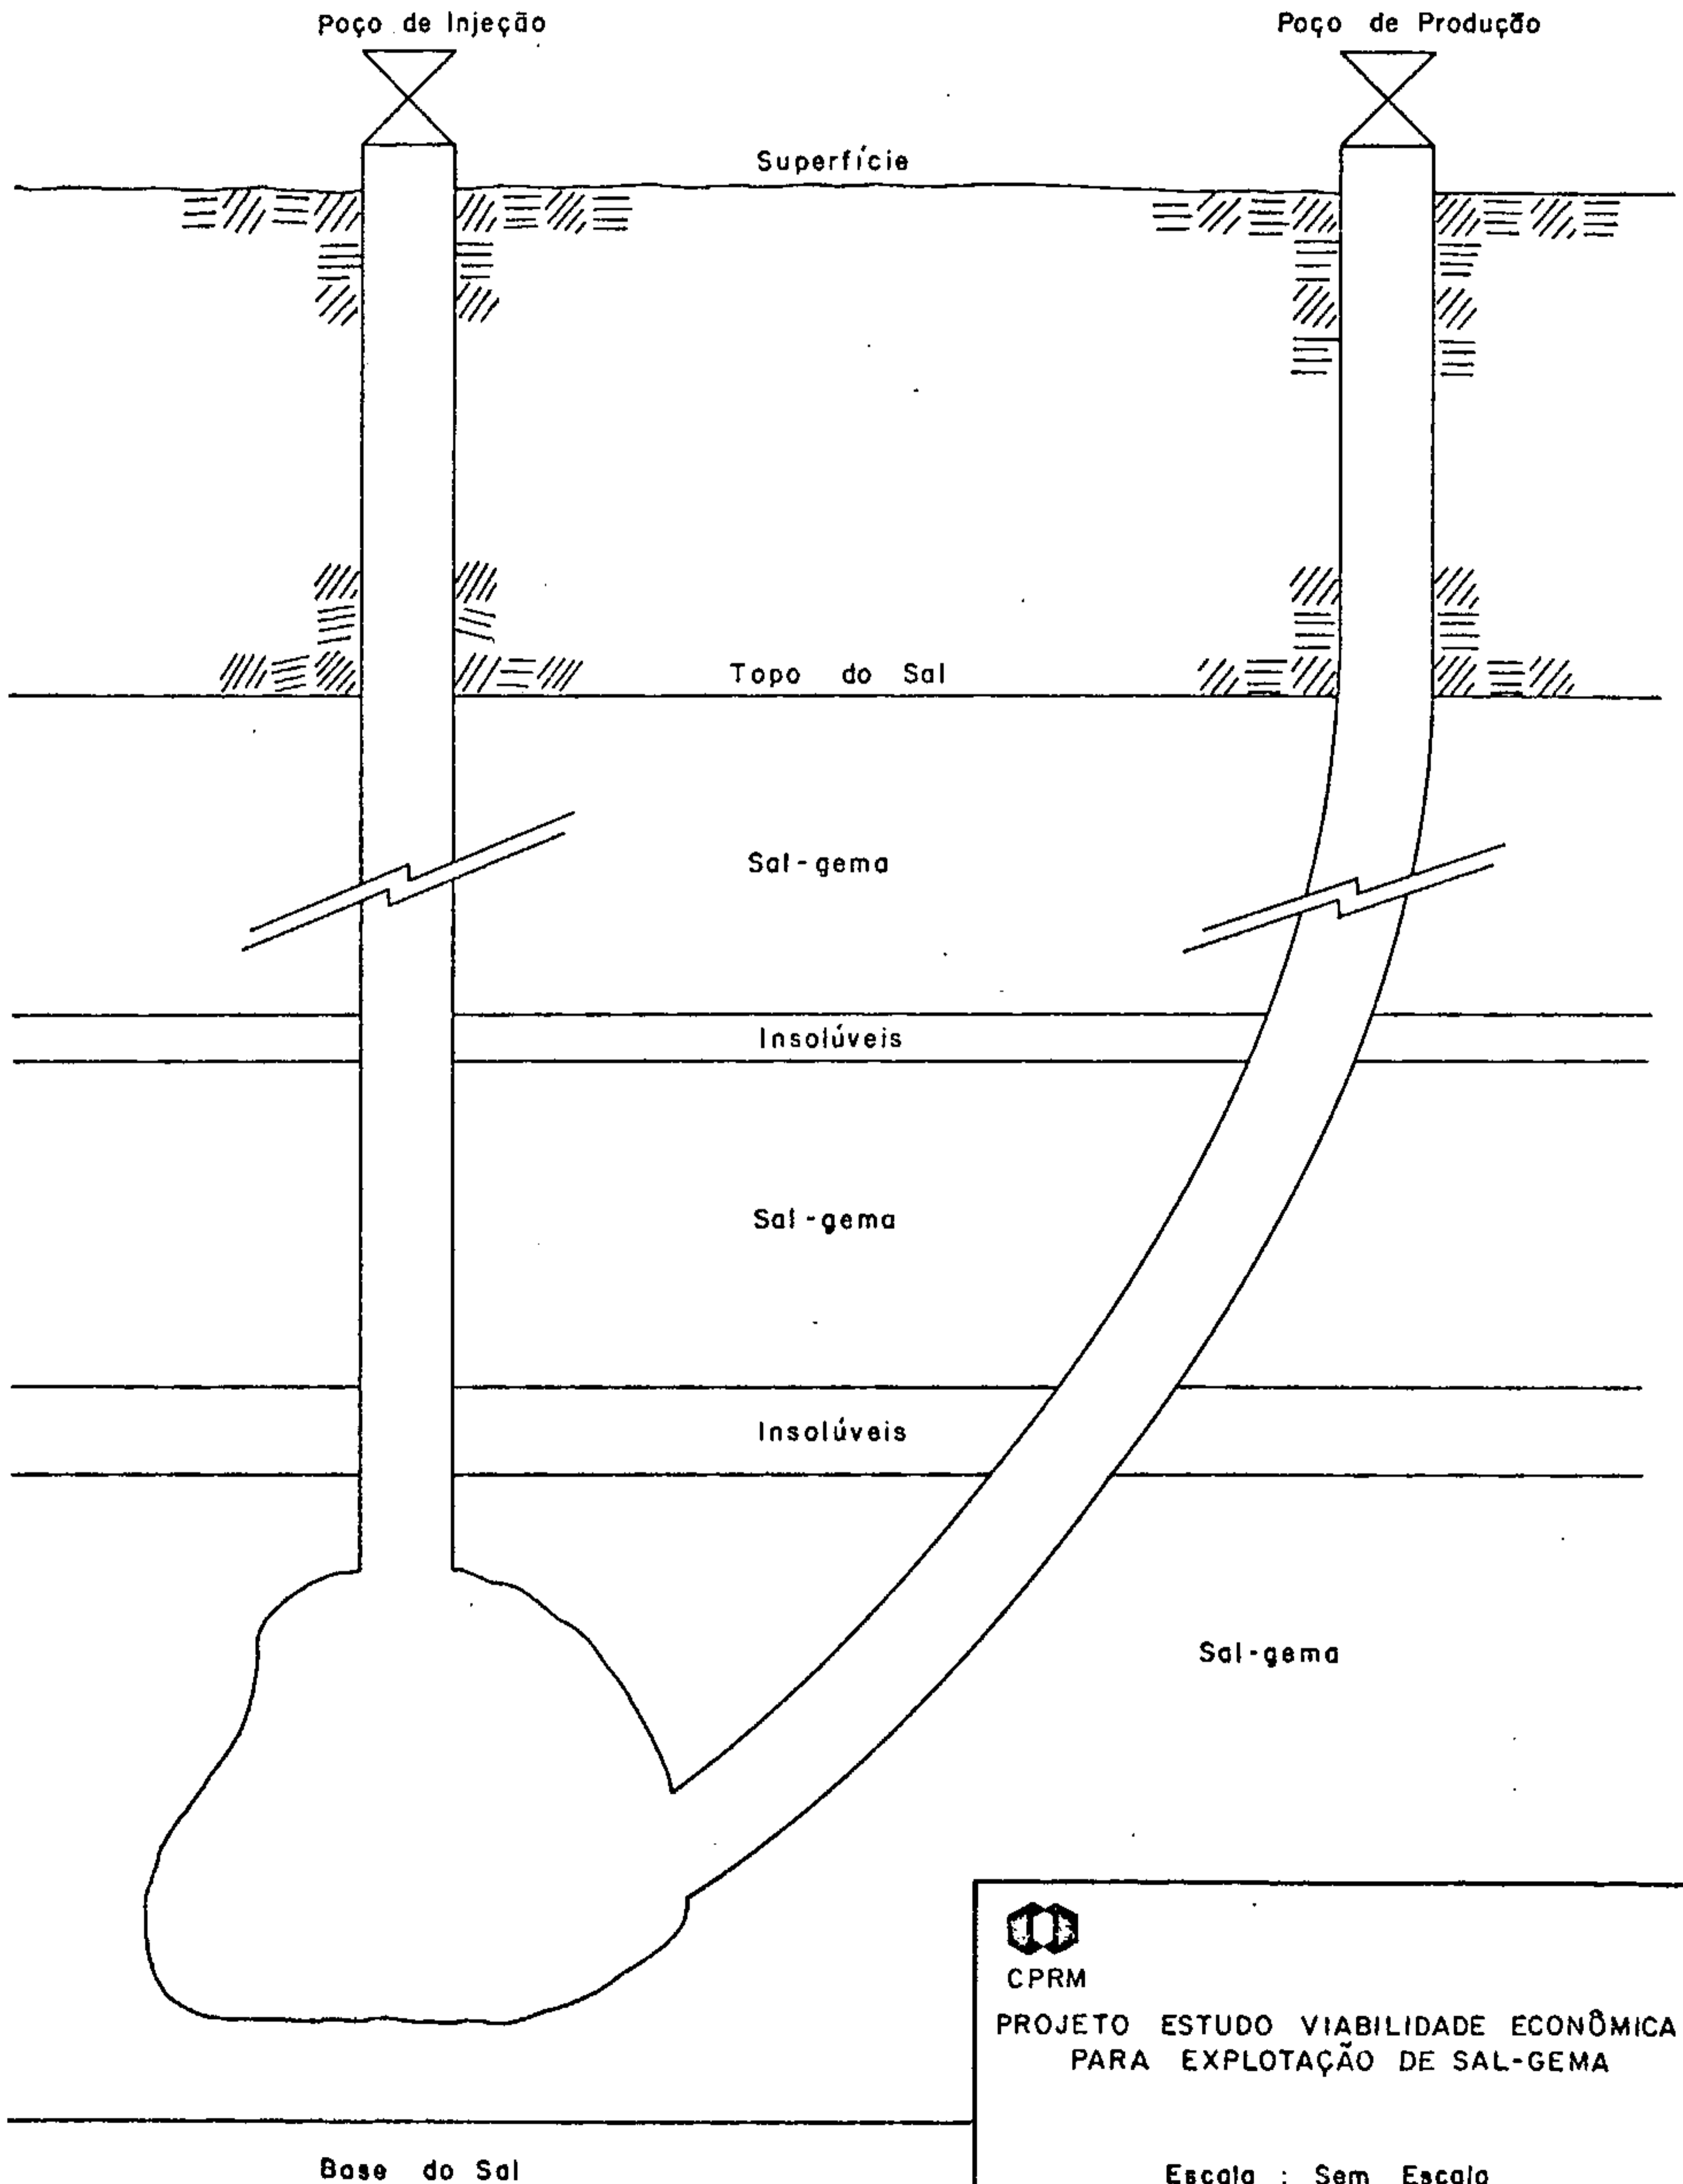 Poço de Injeção
Poço de Produção
Superfície
Topo do Sal
Sal-gema
Insolúveis
Sal-gema
Insolúveis
Sal-gema
CPRM
PROJETO ESTUDO VIABILIDADE ECONÔMICA
PARA EXPLOTAÇÃO DE SAL-GEMA
Base do Sal
Escala : Sem Escala